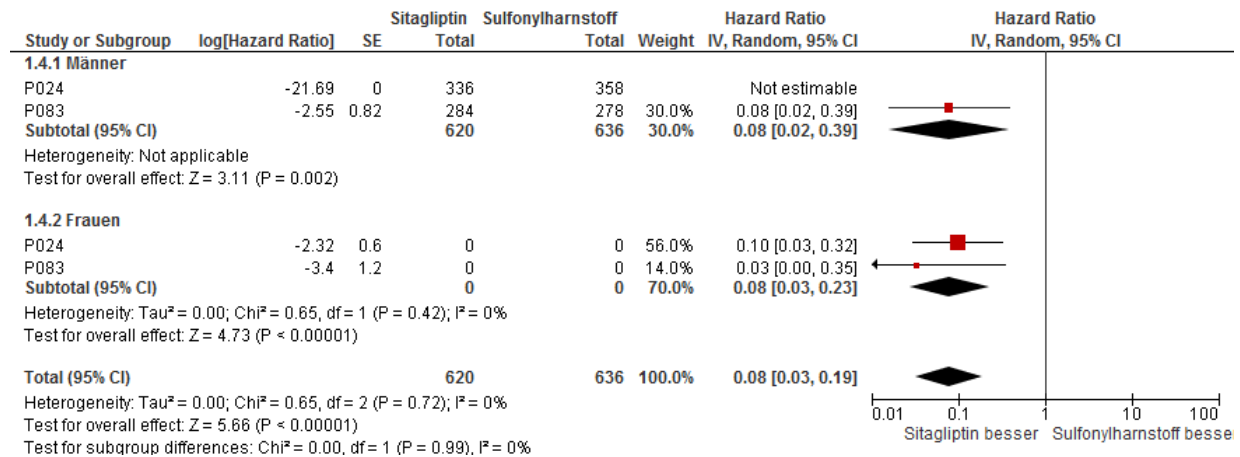 Sitagliptin Sulfonylharnstoff Hazard Ratio Hazard Ratio
Study or Subgroup log[Hazard Ratio] SE Total Total Weight IV, Random, 95% CI IV, Random, 95% CI
1.4.1 Männer
P024 -21.69 0 336 358 Not estimable
P083 -2.55 0.82 284 278 30.0% 0.08 [0.02, 0.39]
Subtotal (95% CI) 620 636 30.0% 0.08 [0.02, 0.39]
Heterogeneity: Not applicable
Test for overall effect: Z = 3.11 (P = 0.002)
1.4.2 Frauen
P024 -2.32 0.6 0 0 56.0% 0.10 [0.03, 0.32]
P083 -3.4 1.2 0 0 14.0% 0.03 [0.00, 0.35]
Subtotal (95% CI) 0 0 70.0% 0.08 [0.03, 0.23]
Heterogeneity: Tau² = 0.00; Chi² = 0.65, df = 1 (P = 0.42); I² = 0%
Test for overall effect: Z = 4.73 (P < 0.00001)
Total (95% CI) 620 636 100.0% 0.08 [0.03, 0.19]
Heterogeneity: Tau² = 0.00; Chi² = 0.65, df = 2 (P = 0.72); I² = 0%
Test for overall effect: Z = 5.66 (P < 0.00001)
Test for subgroup differences: Chi² = 0.00, df = 1 (P = 0.99), I² = 0%
0.01 0.1 1 10 100
Sitagliptin besser Sulfonylharnstoff besser